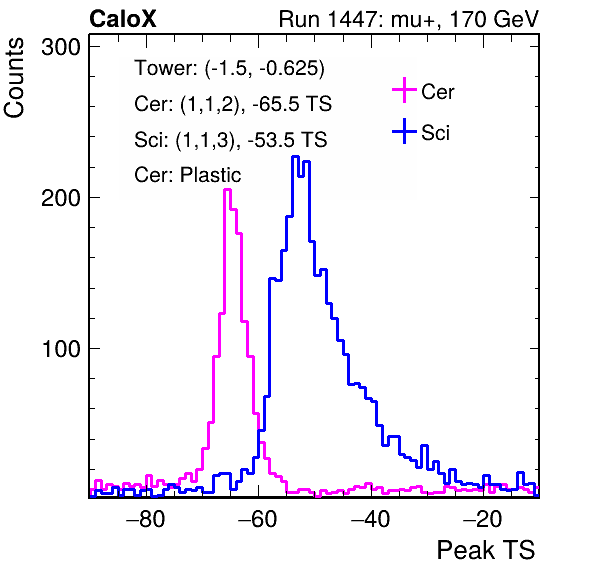 CaloX Run 1447: mu+, 170 GeV
Counts
300
200
100
Tower: (-1.5, -0.625)
Cer: (1,1,2), -65.5 TS
Sci: (1,1,3), -53.5 TS
Cer: Plastic
Cer
Sci
−80 −60 −40 −20
Peak TS